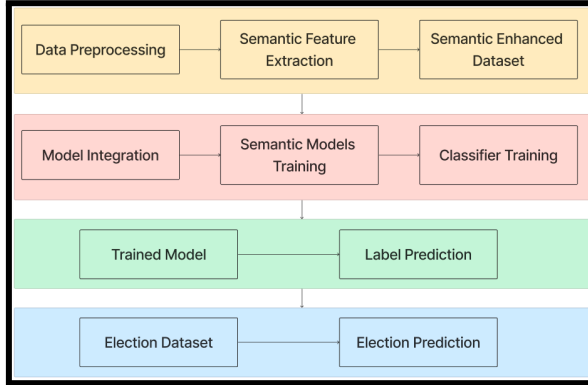 Data Preprocessing
Semantic Feature
Extraction
Semantic Enhanced
Dataset
Model Integration
Semantic Models
Training
Classifier Training
Trained Model
Label Prediction
Election Dataset
Election Prediction